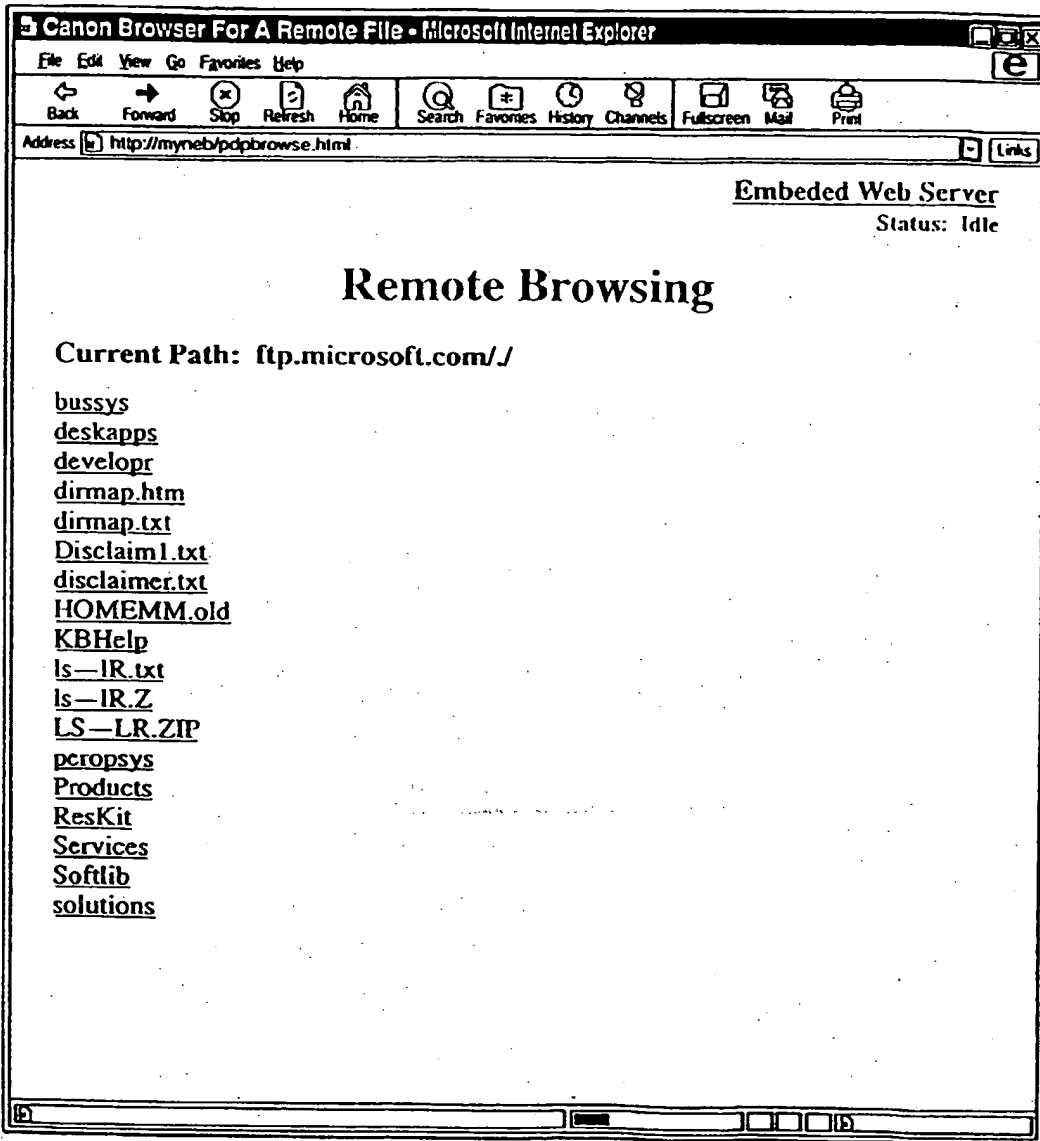 Canon Browser For A Remote File - Microsoft Internet Explorer
File Edit View Go Favorites Help
Back Forward Stop Refresh Home Search Favorites History Channels Fullscreen Mail Print
Address http://myneb/pdpbrowse.html Links
Embeded Web Server
Status: Idle
Remote Browsing
Current Path: ftp.microsoft.com/./
bussys
deskapps
developr
dirmap.htm
dirmap.txt
Disclaim1.txt
disclaimer.txt
HOMEMM.old
KBHelp
ls—lR.txt
ls—lR.Z
LS—LR.ZIP
peropsys
Products
ResKit
Services
Softlib
solutions